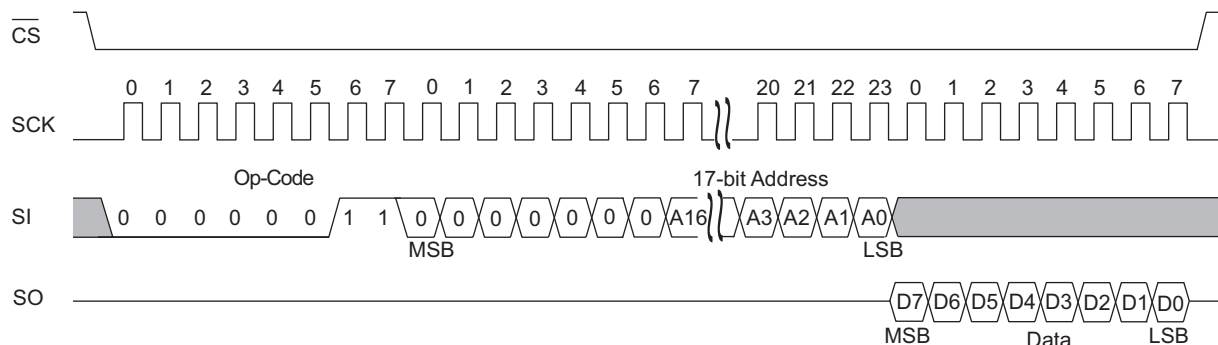 CS
0 1 2 3 4 5 6 7 0 1 2 3 4 5 6 7 20 21 22 23 0 1 2 3 4 5 6 7
SCK
Op-Code 17-bit Address
SI 0 0 0 0 0 0 1 1 0 0 0 0 0 0 0 A16 A3 A2 A1 A0
MSB LSB
SO D7 D6 D5 D4 D3 D2 D1 D0
MSB Data LSB